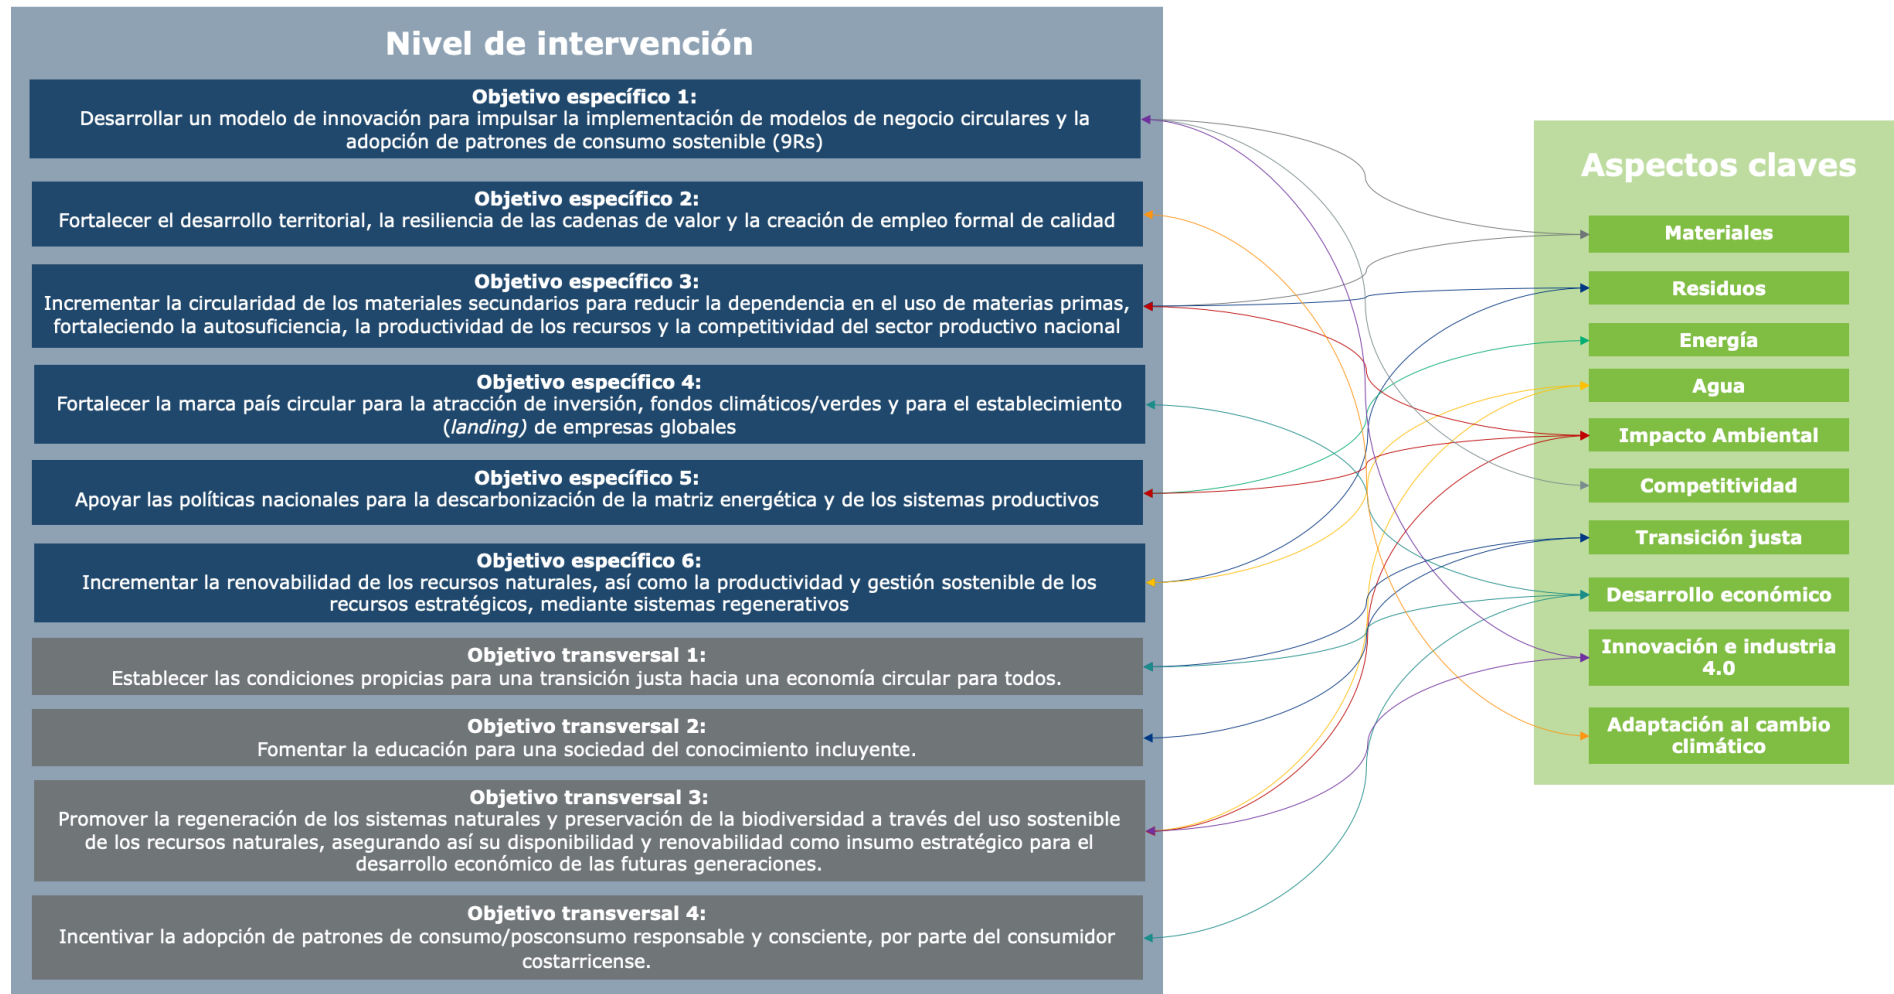 Nivel de intervención
Objetivo específico 1:
Desarrollar un modelo de innovación para impulsar la implementación de modelos de negocio circulares y la
adopción de patrones de consumo sostenible (9Rs)
Objetivo específico 2:
Fortalecer el desarrollo territorial, la resiliencia de las cadenas de valor y la creación de empleo formal de calidad
Objetivo específico 3:
Incrementar la circularidad de los materiales secundarios para reducir la dependencia en el uso de materias primas,
fortaleciendo la autosuficiencia, la productividad de los recursos y la competitividad del sector productivo nacional
Objetivo específico 4:
Fortalecer la marca país circular para la atracción de inversión, fondos climáticos/verdes y para el establecimiento
(landing) de empresas globales
Objetivo específico 5:
Apoyar las políticas nacionales para la descarbonización de la matriz energética y de los sistemas productivos
Objetivo específico 6:
Incrementar la renovabilidad de los recursos naturales, así como la productividad y gestión sostenible de los
recursos estratégicos, mediante sistemas regenerativos
Objetivo transversal 1:
Establecer las condiciones propicias para una transición justa hacia una economía circular para todos.
Objetivo transversal 2:
Fomentar la educación para una sociedad del conocimiento incluyente.
Objetivo transversal 3:
Promover la regeneración de los sistemas naturales y preservación de la biodiversidad a través del uso sostenible
de los recursos naturales, asegurando así su disponibilidad y renovabilidad como insumo estratégico para el
desarrollo económico de las futuras generaciones.
Objetivo transversal 4:
Incentivar la adopción de patrones de consumo/posconsumo responsable y consciente, por parte del consumidor
costarricense.
Aspectos claves
Materiales
Residuos
Energía
Agua
Impacto Ambiental
Competitividad
Transición justa
Desarrollo económico
Innovación e industria
4.0
Adaptación al cambio
climático